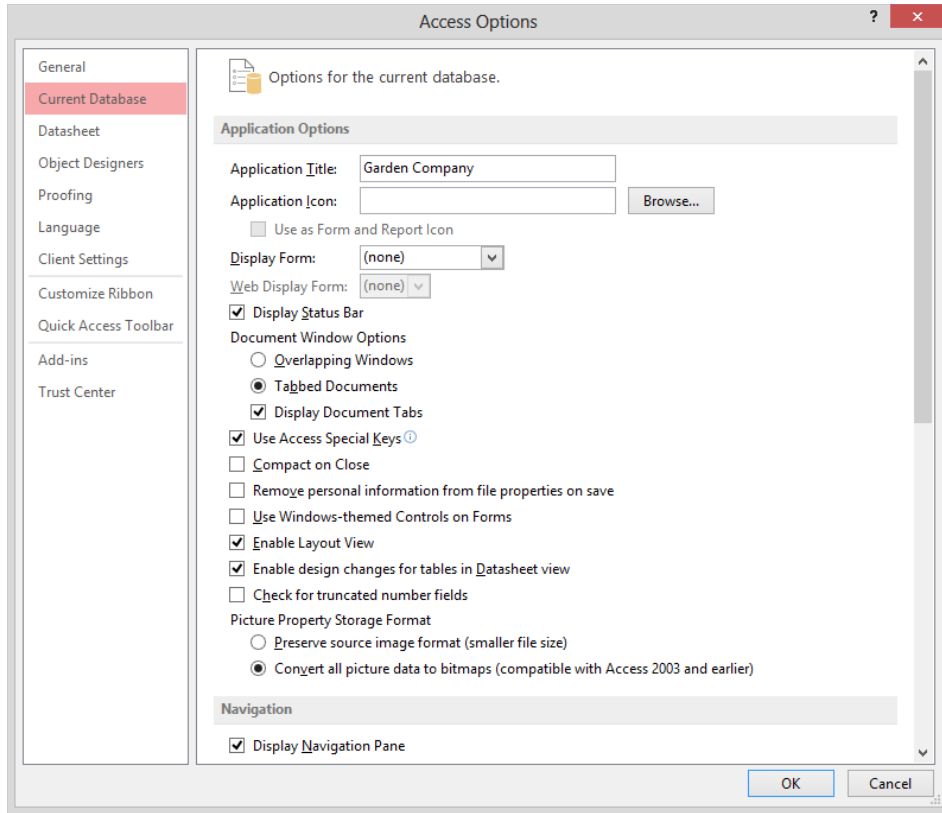 Access Options
?
General
Current Database
Datasheet
Object Designers
Proofing
Language
Client Settings
Customize Ribbon
Quick Access Toolbar
Add-ins
Trust Center
Options for the current database.
Application Options
Application Title: Garden Company
Application Icon: Browse...
Use as Form and Report Icon
Display Form: (none)
Web Display Form: (none)
Display Status Bar
Document Window Options
Overlapping Windows
Tabbed Documents
Display Document Tabs
Use Access Special Keys
Compact on Close
Remove personal information from file properties on save
Use Windows-themed Controls on Forms
Enable Layout View
Enable design changes for tables in Datasheet view
Check for truncated number fields
Picture Property Storage Format
Preserve source image format (smaller file size)
Convert all picture data to bitmaps (compatible with Access 2003 and earlier)
Navigation
Display Navigation Pane
OK Cancel